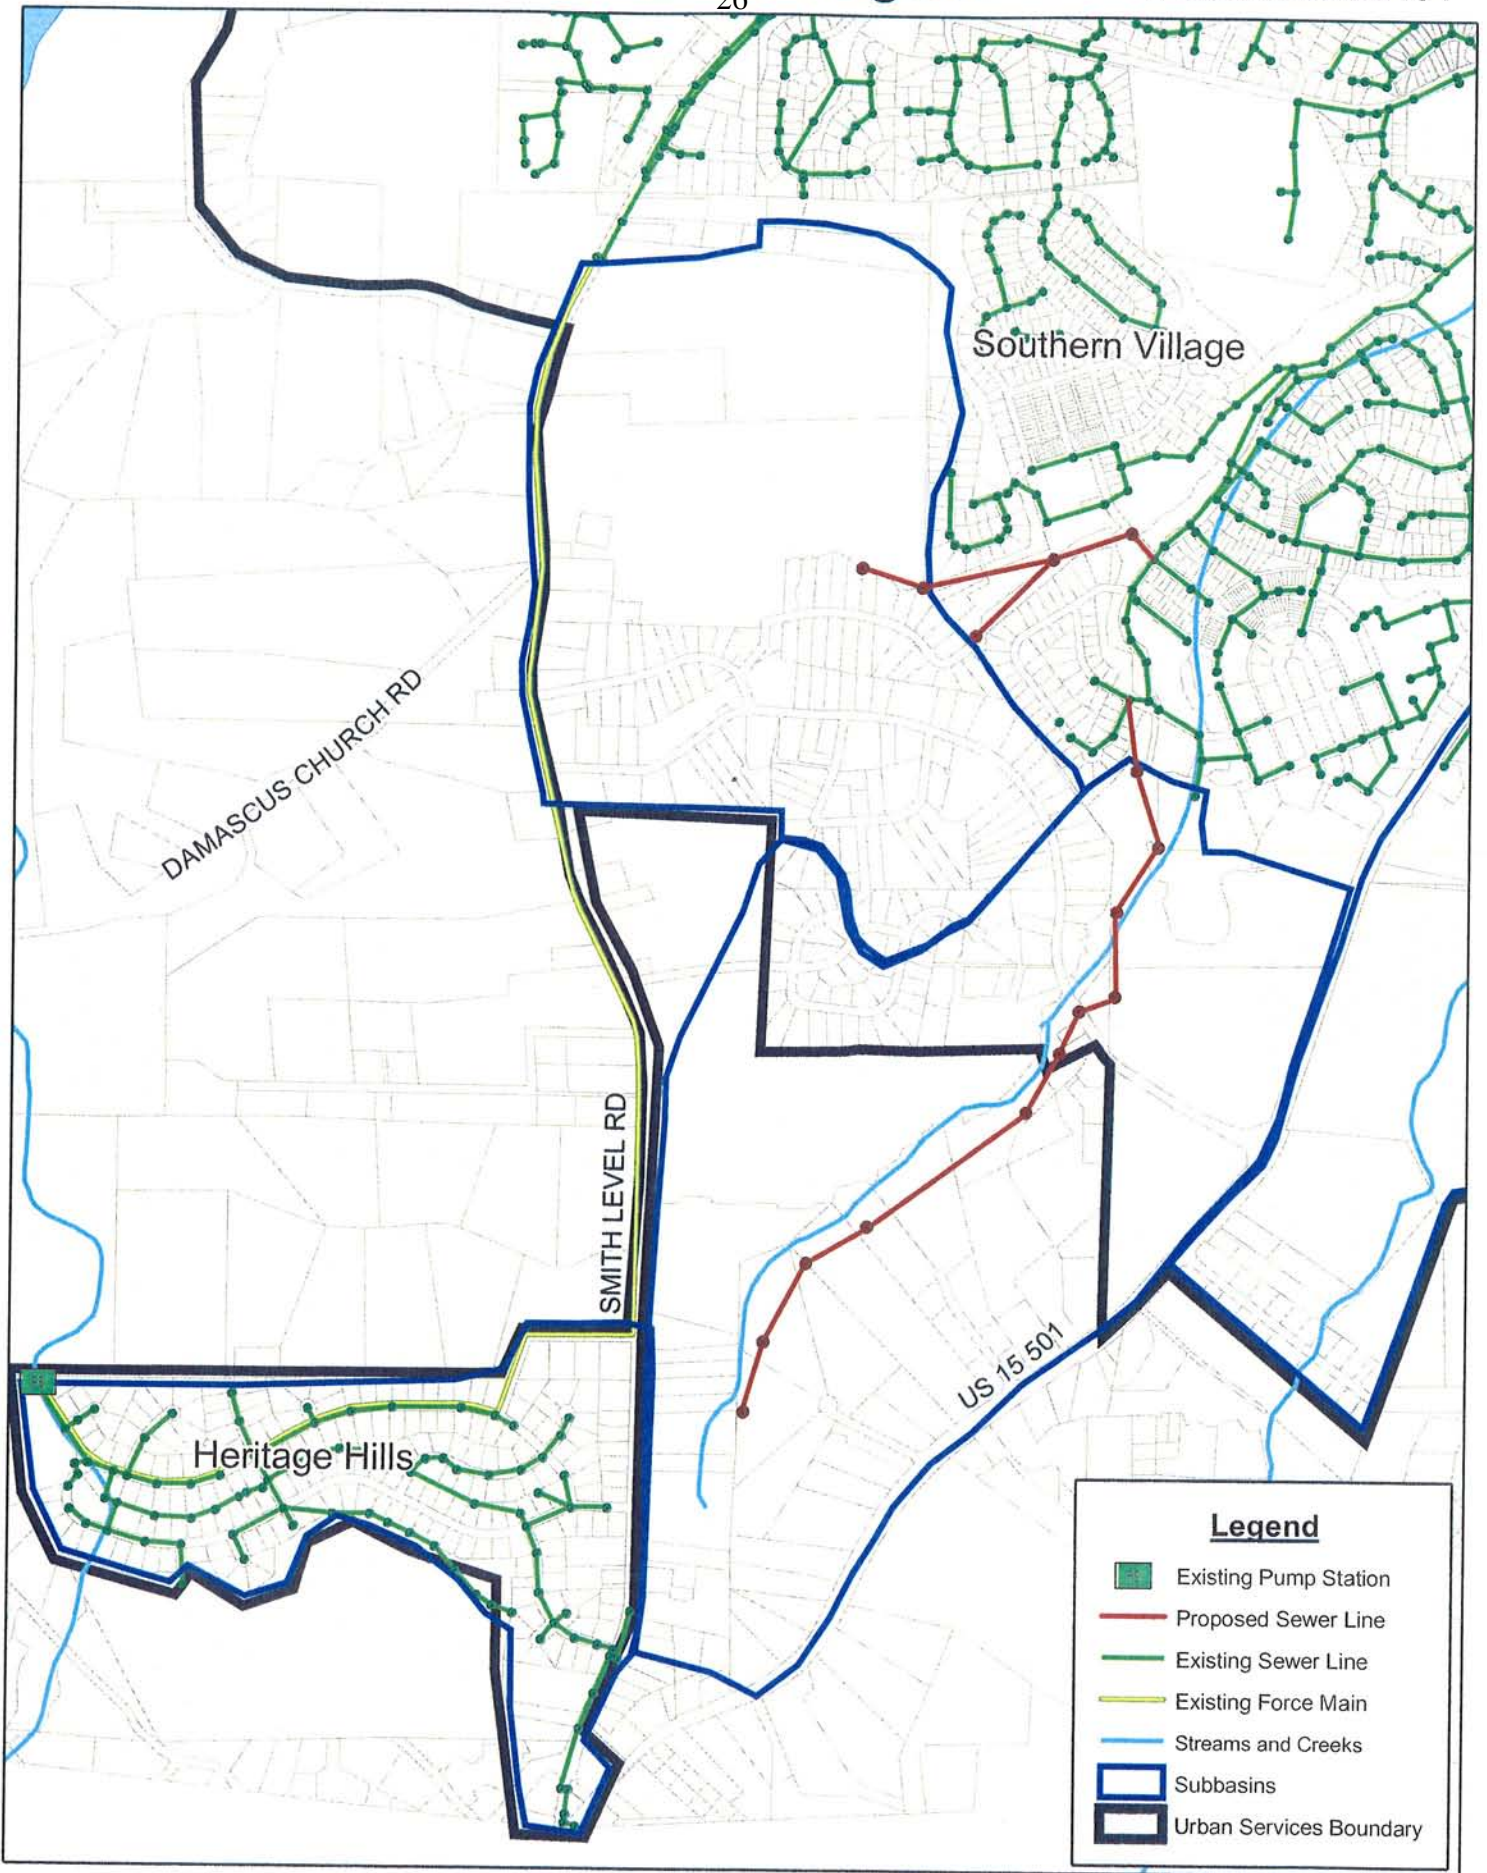 26
Southern Village
DAMASCUS CHURCH RD
SMITH LEVEL RD
US 15 501
Heritage Hills
Legend
Existing Pump Station
Proposed Sewer Line
Existing Sewer Line
Existing Force Main
Streams and Creeks
Subbasins
Urban Services Boundary